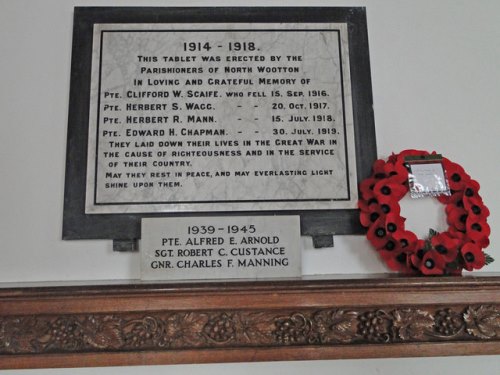 1914 - 1918.
This tablet was erected by the
Parishioners of North Wootton
in Loving and Grateful Memory of
Pte. Clifford W. Scaife, who fell 15. Sep. 1916.
Pte. Herbert S. Wagg. - - 20. Oct. 1917.
Pte. Herbert R. Mann. - - 15. July. 1918.
Pte. Edward H. Chapman. - - 30. July. 1919.
They laid down their lives in the Great War in
the cause of righteousness and in the service
of their Country.
May they rest in peace, and may everlasting light
shine upon them.
1939 - 1945
PTE. ALFRED E. ARNOLD
SGT. ROBERT C. CUSTANCE
GNR. CHARLES F. MANNING